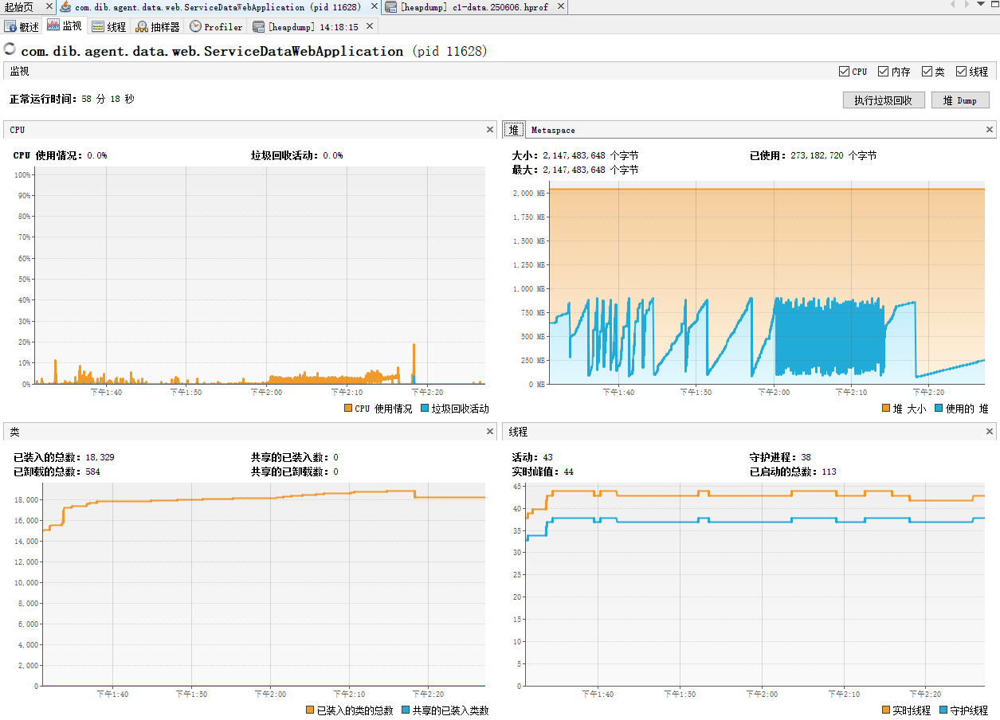 起始页 com.dib.agent.data.web.ServiceDataWebApplication (pid 11628) [heapdump] c1-data.250606.hprof
概述 监视 线程 抽样器 Profiler [heapdump] 14:18:15
com.dib.agent.data.web.ServiceDataWebApplication (pid 11628)
监视 CPU 内存 类 线程
正常运行时间：58 分 18 秒 执行垃圾回收 堆 Dump
CPU
CPU 使用情况：0.0% 垃圾回收活动：0.0%
100%
90%
80%
70%
60%
50%
40%
30%
20%
10%
0%
下午1:40 下午1:50 下午2:00 下午2:10 下午2:20
CPU 使用情况 垃圾回收活动
堆 Metaspace
大小：2,147,483,648 个字节 已使用：273,182,720 个字节
最大：2,147,483,648 个字节
2,000 MB
1,750 MB
1,500 MB
1,250 MB
1,000 MB
750 MB
500 MB
250 MB
0 MB
下午1:40 下午1:50 下午2:00 下午2:10 下午2:20
堆 大小 使用的 堆
类
已装入的总数：18,329 共享的已装入数：0
已卸载的总数：584 共享的已卸载数：0
18,000
16,000
14,000
12,000
10,000
8,000
6,000
4,000
2,000
0
下午1:40 下午1:50 下午2:00 下午2:10 下午2:20
已装入的类的总数 共享的已装入类数
线程
活动：43 守护进程：38
实时峰值：44 已启动的总数：113
45
40
35
30
25
20
15
10
5
0
下午1:40 下午1:50 下午2:00 下午2:10 下午2:20
实时线程 守护线程